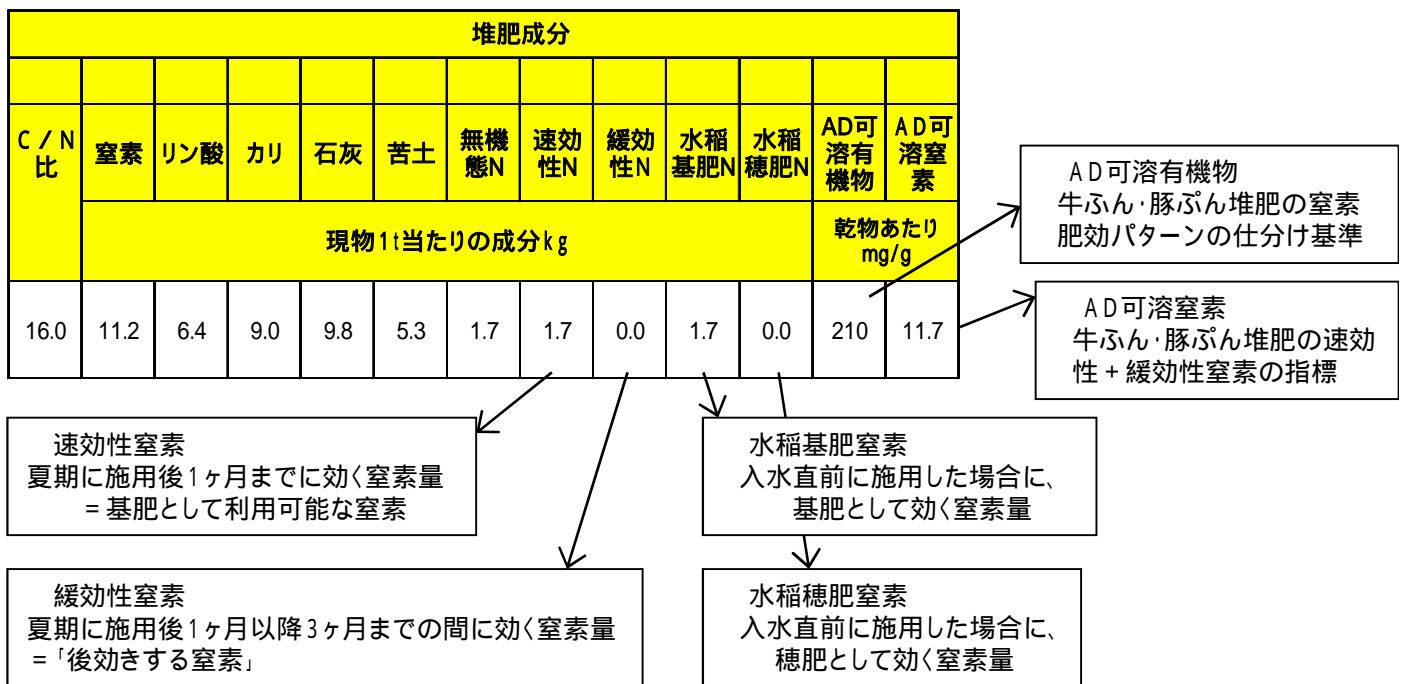 堆肥成分
C/N比
窒素
リン酸
カリ
石灰
苦土
無機態N
速効性N
緩効性N
水稲基肥N
水稲穂肥N
AD可溶有機物
AD可溶窒素
現物1t当たりの成分kg
乾物あたり
mg/g
16.0 11.2 6.4 9.0 9.8 5.3 1.7 1.7 0.0 1.7 0.0 210 11.7
AD可溶有機物
牛ふん・豚ぷん堆肥の窒素
肥効パターンの仕分け基準
AD可溶窒素
牛ふん・豚ぷん堆肥の速効
性+緩効性窒素の指標
速効性窒素
夏期に施用後1ヶ月までに効く窒素量
=基肥として利用可能な窒素
水稲基肥窒素
入水直前に施用した場合に、
基肥として効く窒素量
緩効性窒素
夏期に施用後1ヶ月以降3ヶ月までの間に効く窒素量
=「後効きする窒素」
水稲穂肥窒素
入水直前に施用した場合に、
穂肥として効く窒素量